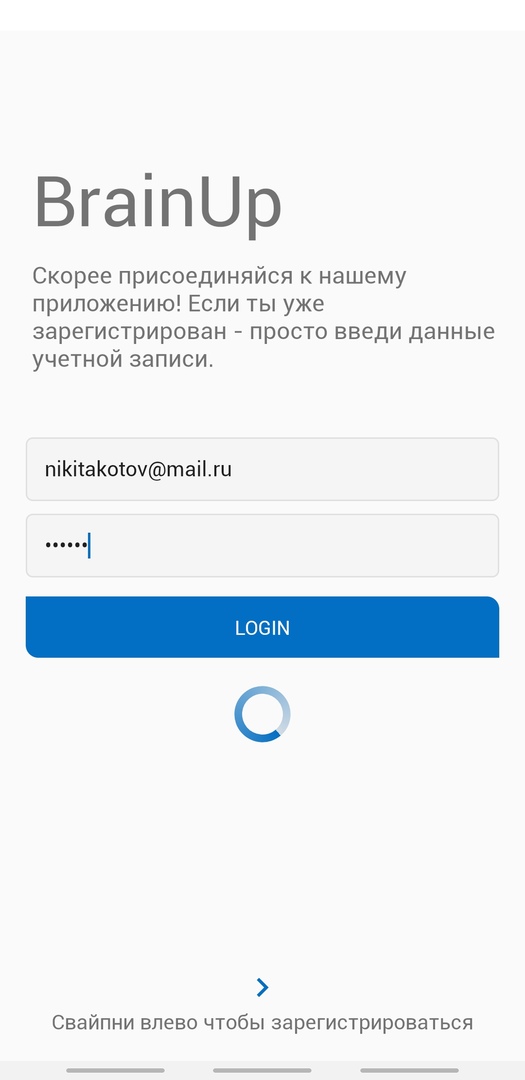 BrainUp
Скорее присоединяйся к нашему
приложению! Если ты уже
зарегистрирован - просто введи данные
учетной записи.
nikitakotov@mail.ru
••••••
LOGIN
Свайпни влево чтобы зарегистрироваться